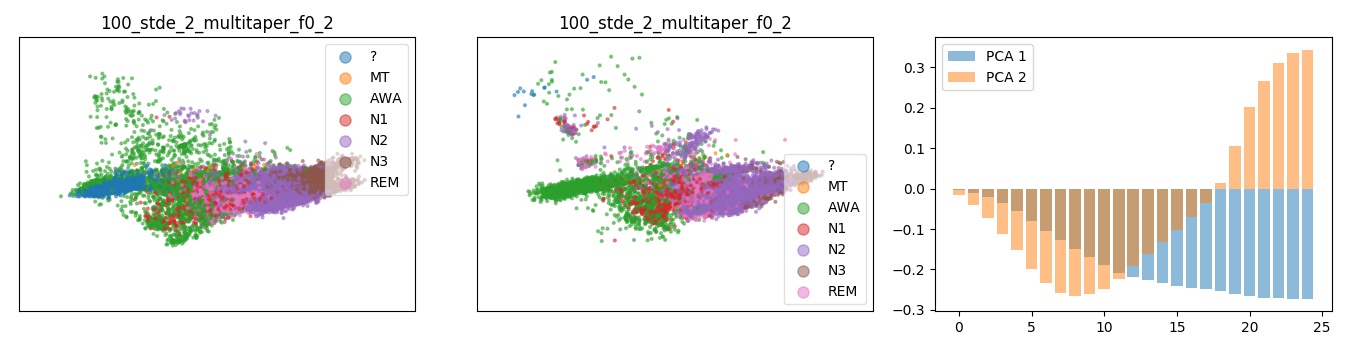 100_stde_2_multitaper_f0_2
?
MT
AWA
N1
N2
N3
REM
100_stde_2_multitaper_f0_2
?
MT
AWA
N1
N2
N3
REM
PCA 1
PCA 2
0.3
0.2
0.1
0.0
−0.1
−0.2
−0.3
0 5 10 15 20 25